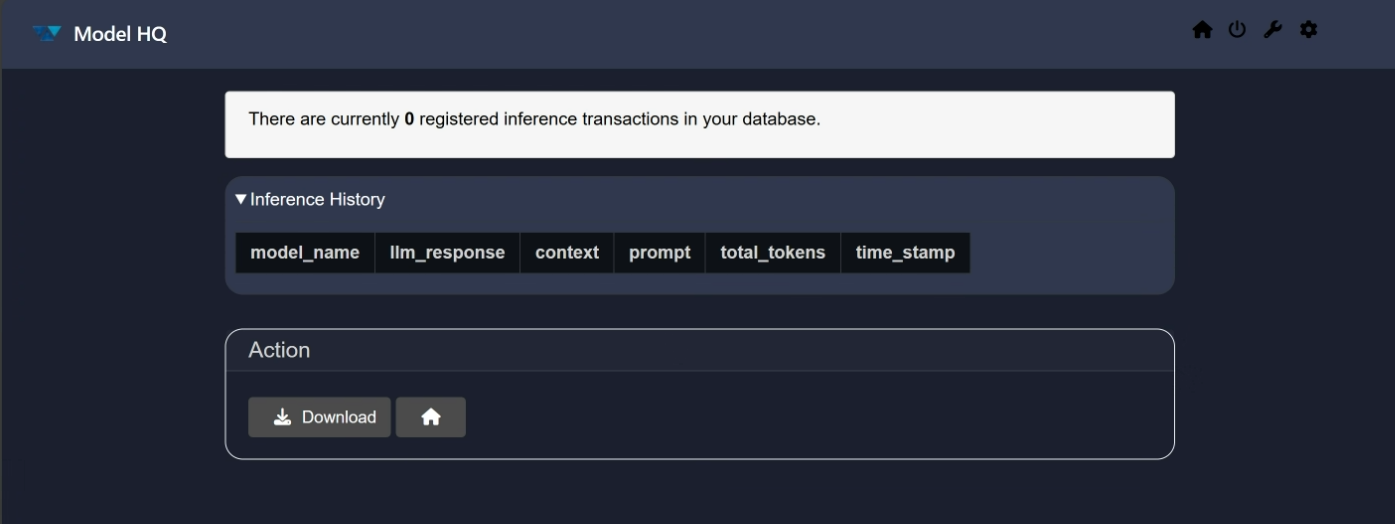 Model HQ
There are currently 0 registered inference transactions in your database.
Inference History
model_name llm_response context prompt total_tokens time_stamp
Action
Download